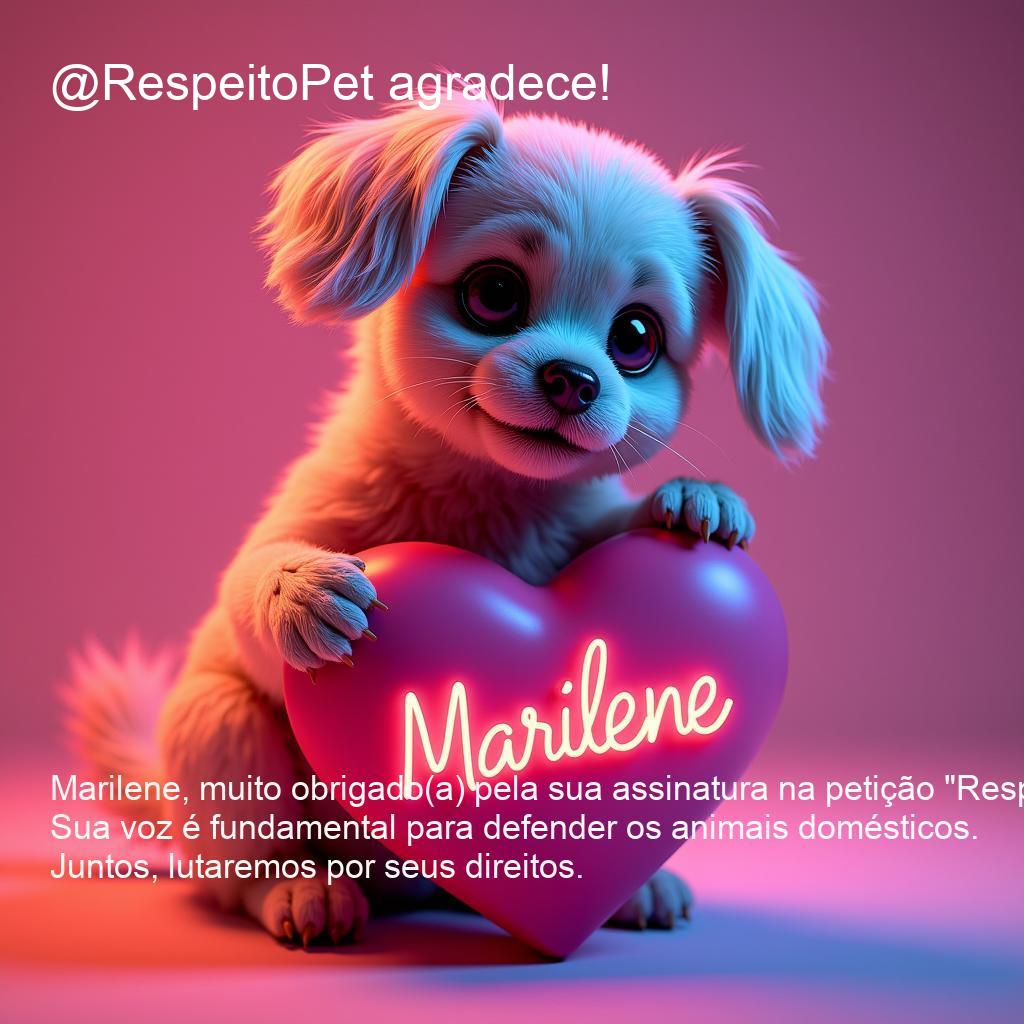 @RespeitoPet agradece!
Marilene
Marilene, muito obrigado(a) pela sua assinatura na petição "Resp
Sua voz é fundamental para defender os animais domésticos.
Juntos, lutaremos por seus direitos.